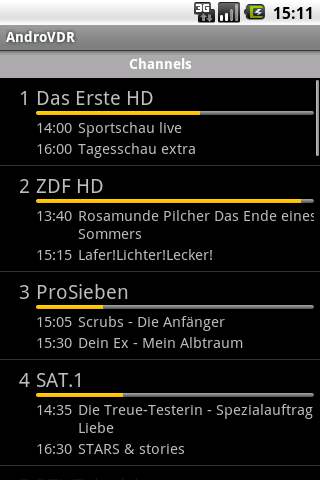 3G 15:11
AndroVDR
Channels
1 Das Erste HD
14:00 Sportschau live
16:00 Tagesschau extra
2 ZDF HD
13:40 Rosamunde Pilcher Das Ende eines
Sommers
15:15 Lafer!Lichter!Lecker!
3 ProSieben
15:05 Scrubs - Die Anfänger
15:30 Dein Ex - Mein Albtraum
4 SAT.1
14:35 Die Treue-Testerin - Spezialauftrag
Liebe
16:30 STARS & stories